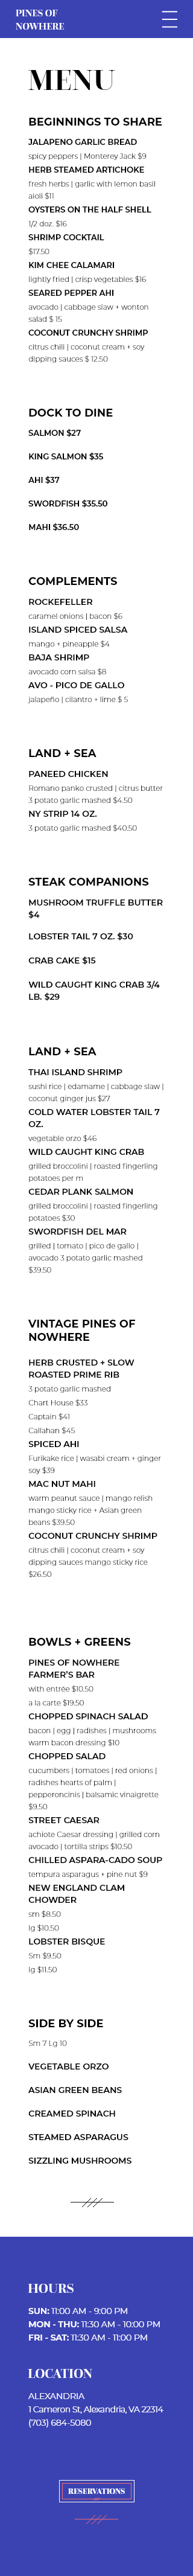 PINES OF
NOWHERE
MENU
BEGINNINGS TO SHARE
JALAPENO GARLIC BREAD
spicy peppers | Monterey Jack $9
HERB STEAMED ARTICHOKE
fresh herbs | garlic with lemon basil
aioli $11
OYSTERS ON THE HALF SHELL
1/2 doz. $16
SHRIMP COCKTAIL
$17.50
KIM CHEE CALAMARI
lightly fried | crisp vegetables $16
SEARED PEPPER AHI
avocado | cabbage slaw + wonton
salad $ 15
COCONUT CRUNCHY SHRIMP
citrus chili | coconut cream + soy
dipping sauces $ 12.50
DOCK TO DINE
SALMON $27
KING SALMON $35
AHI $37
SWORDFISH $35.50
MAHI $36.50
COMPLEMENTS
ROCKEFELLER
caramel onions | bacon $6
ISLAND SPICED SALSA
mango + pineapple $4
BAJA SHRIMP
avocado corn salsa $8
AVO - PICO DE GALLO
jalapeño | cilantro + lime $ 5
LAND + SEA
PANEED CHICKEN
Romano panko crusted | citrus butter
3 potato garlic mashed $4.50
NY STRIP 14 OZ.
3 potato garlic mashed $40.50
STEAK COMPANIONS
MUSHROOM TRUFFLE BUTTER
$4
LOBSTER TAIL 7 OZ. $30
CRAB CAKE $15
WILD CAUGHT KING CRAB 3/4
LB. $29
LAND + SEA
THAI ISLAND SHRIMP
sushi rice | edamame | cabbage slaw |
coconut ginger jus $27
COLD WATER LOBSTER TAIL 7
OZ.
vegetable orzo $46
WILD CAUGHT KING CRAB
grilled broccolini | roasted fingerling
potatoes per m
CEDAR PLANK SALMON
grilled broccolini | roasted fingerling
potatoes $30
SWORDFISH DEL MAR
grilled | tomato | pico de gallo |
avocado 3 potato garlic mashed
$39.50
VINTAGE PINES OF
NOWHERE
HERB CRUSTED + SLOW
ROASTED PRIME RIB
3 potato garlic mashed
Chart House $33
Captain $41
Callahan $45
SPICED AHI
Furikake rice | wasabi cream + ginger
soy $39
MAC NUT MAHI
warm peanut sauce | mango relish
mango sticky rice + Asian green
beans $39.50
COCONUT CRUNCHY SHRIMP
citrus chili | coconut cream + soy
dipping sauces mango sticky rice
$26.50
BOWLS + GREENS
PINES OF NOWHERE
FARMER'S BAR
with entrée $10.50
a la carte $19.50
CHOPPED SPINACH SALAD
bacon | egg | radishes | mushrooms
warm bacon dressing $10
CHOPPED SALAD
cucumbers | tomatoes | red onions |
radishes hearts of palm |
pepperoncinis | balsamic vinaigrette
$9.50
STREET CAESAR
achiote Caesar dressing | grilled corn
avocado | tortilla strips $10.50
CHILLED ASPARA-CADO SOUP
tempura asparagus + pine nut $9
NEW ENGLAND CLAM
CHOWDER
sm $8.50
lg $10.50
LOBSTER BISQUE
Sm $9.50
lg $11.50
SIDE BY SIDE
Sm 7 Lg 10
VEGETABLE ORZO
ASIAN GREEN BEANS
CREAMED SPINACH
STEAMED ASPARAGUS
SIZZLING MUSHROOMS
HOURS
SUN: 11:00 AM - 9:00 PM
MON - THU: 11:30 AM - 10:00 PM
FRI - SAT: 11:30 AM - 11:00 PM
LOCATION
ALEXANDRIA
1 Cameron St, Alexandria, VA 22314
(703) 684-5080
RESERVATIONS